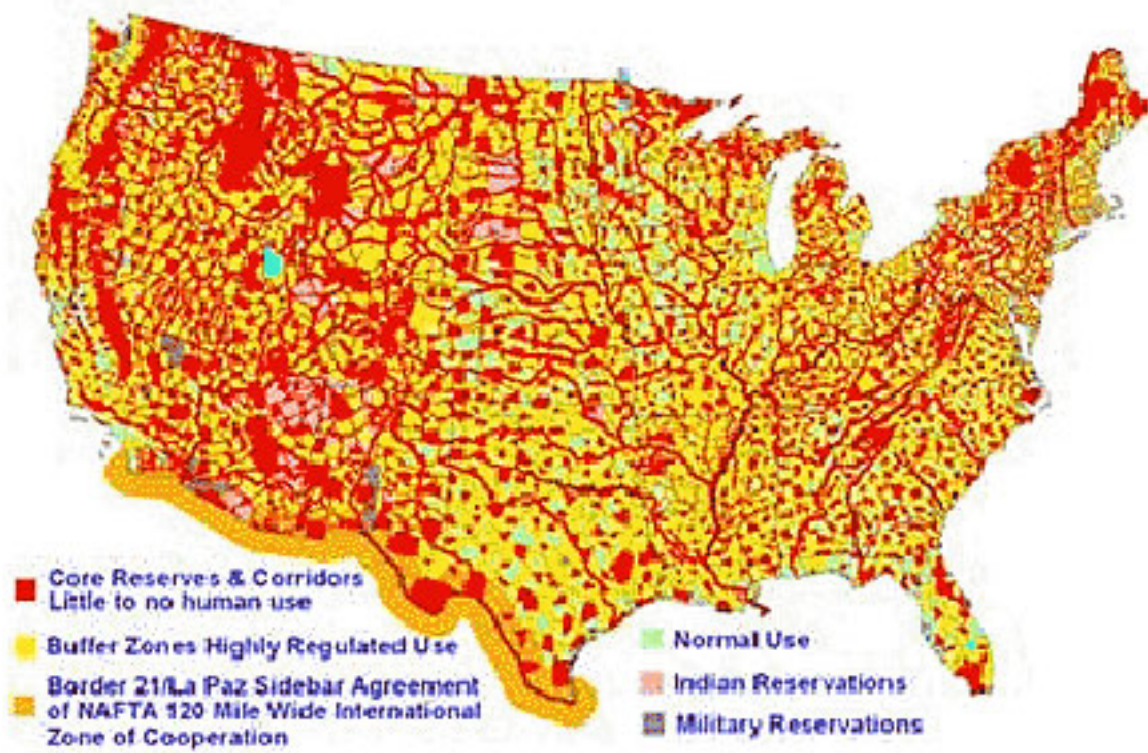 Core Reserves & Corridors
Little to no human use
Buffer Zones Highly Regulated Use
Border 21/La Paz Sidebar Agreement
of NAFTA 120 Mile Wide International
Zone of Cooperation
Normal Use
Indian Reservations
Military Reservations